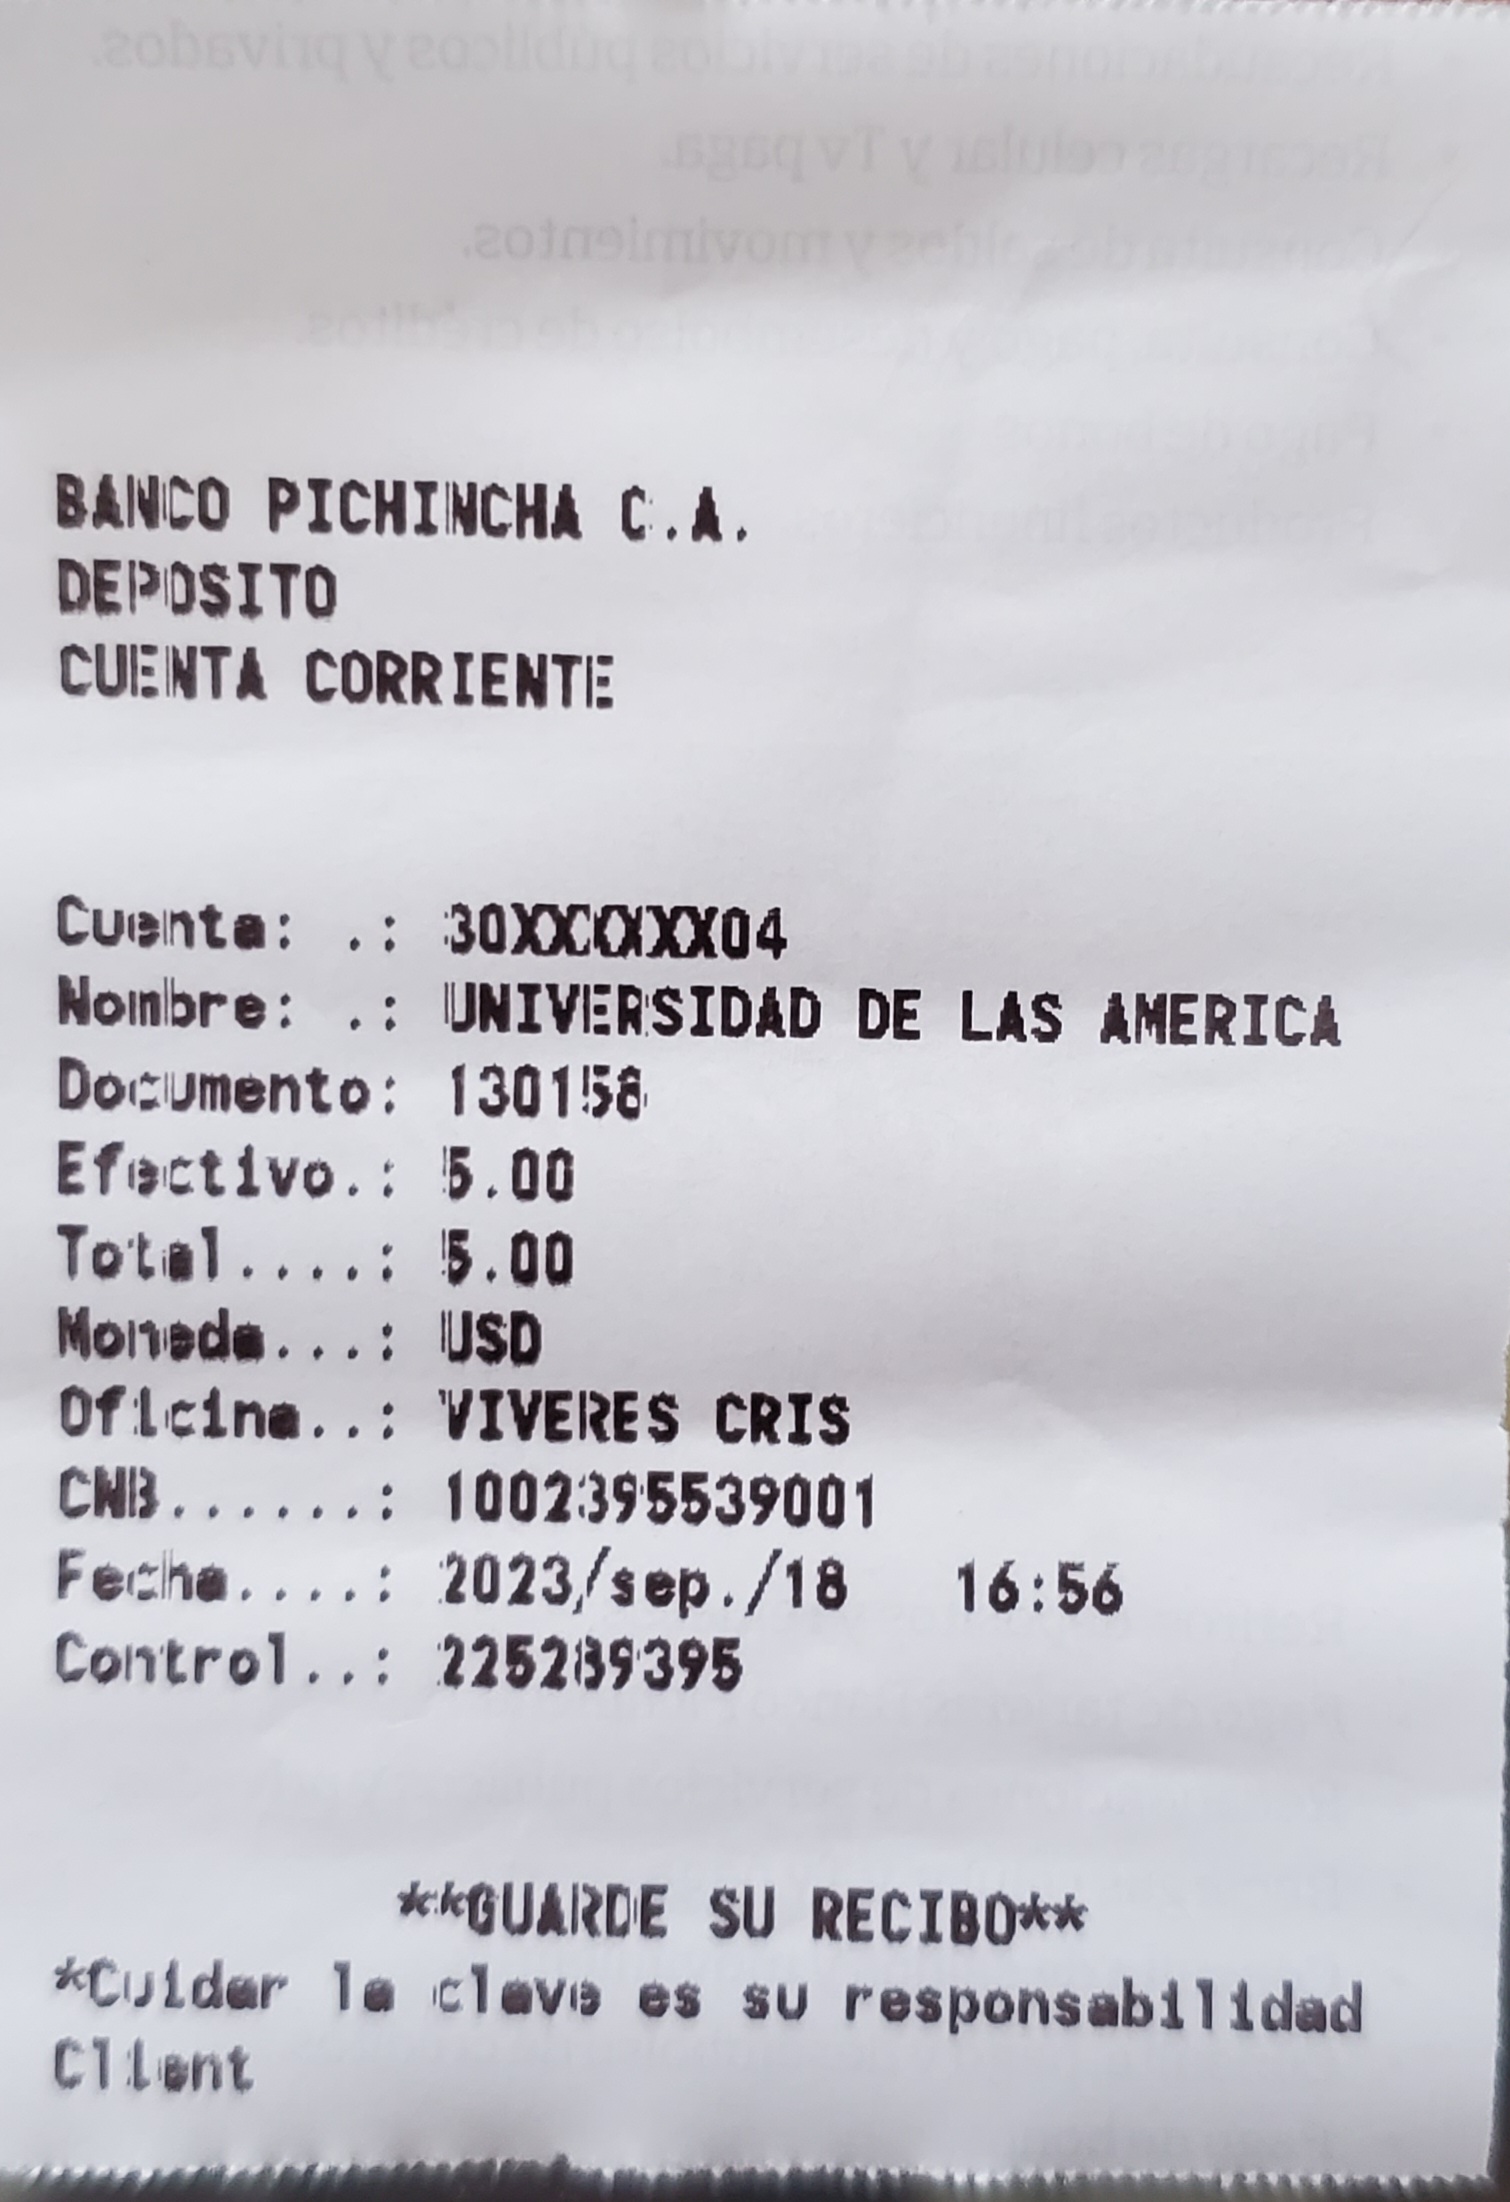 BANCO PICHINCHA C.A.
DEPOSITO
CUENTA CORRIENTE
Cuenta: .: 30XXXXXX04
Nombre: .: UNIVERSIDAD DE LAS AMERICA
Documento: 130158
Efectivo.: 5.00
Total....: 5.00
Moneda...: USD
Oficina..: VIVERES CRIS
CNB......: 1002395539001
Fecha....: 2023/sep./18 16:56
Control..: 225289395
**GUARDE SU RECIBO**
*Cuidar la clave es su responsabilidad
Client